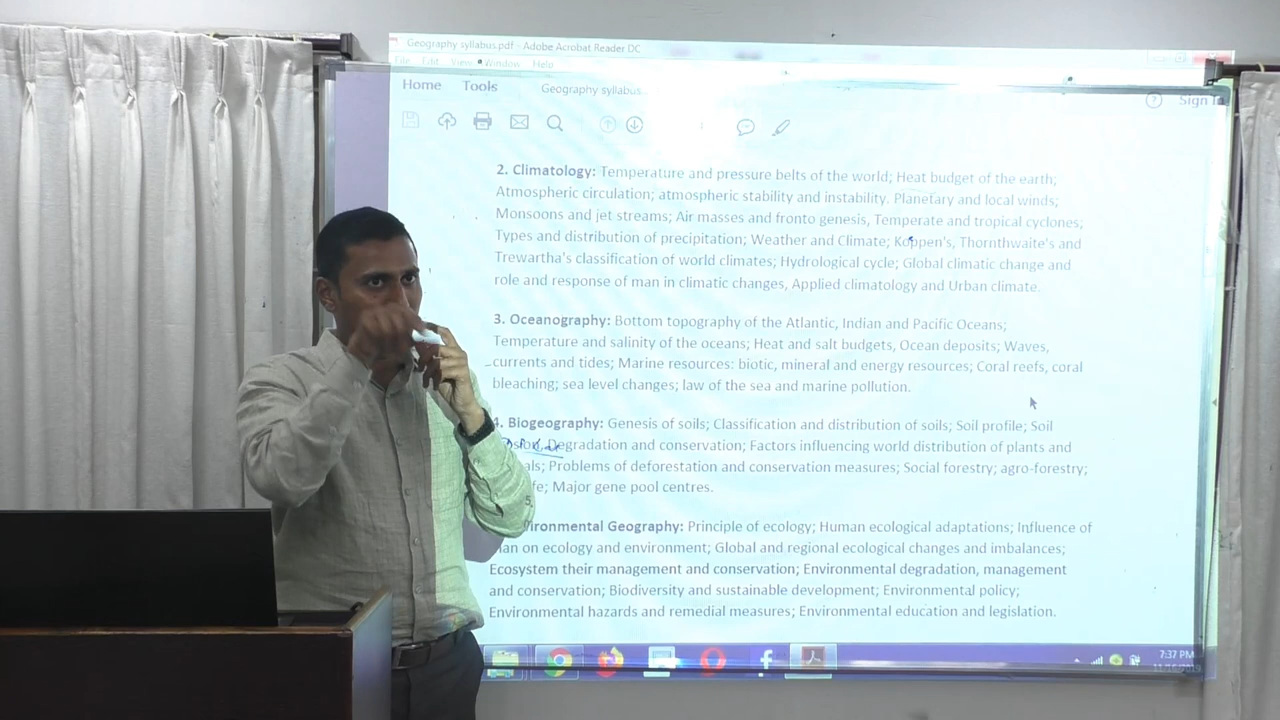 Geography syllabus.pdf - Adobe Acrobat Reader DC
File Edit View Window Help
Home Tools Geography syllabus...
Sign In
2. Climatology: Temperature and pressure belts of the world; Heat budget of the earth;
Atmospheric circulation; atmospheric stability and instability. Planetary and local winds;
Monsoons and jet streams; Air masses and fronto genesis, Temperate and tropical cyclones;
Types and distribution of precipitation; Weather and Climate; Koppen's, Thornthwaite's and
Trewartha's classification of world climates; Hydrological cycle; Global climatic change and
role and response of man in climatic changes, Applied climatology and Urban climate.
3. Oceanography: Bottom topography of the Atlantic, Indian and Pacific Oceans;
Temperature and salinity of the oceans; Heat and salt budgets, Ocean deposits; Waves,
currents and tides; Marine resources: biotic, mineral and energy resources; Coral reefs, coral
bleaching; sea level changes; law of the sea and marine pollution.
4. Biogeography: Genesis of soils; Classification and distribution of soils; Soil profile; Soil
Degradation and conservation; Factors influencing world distribution of plants and
als; Problems of deforestation and conservation measures; Social forestry; agro-forestry;
fe; Major gene pool centres.
5. ironmental Geography: Principle of ecology; Human ecological adaptations; Influence of
man on ecology and environment; Global and regional ecological changes and imbalances;
Ecosystem their management and conservation; Environmental degradation, management
and conservation; Biodiversity and sustainable development; Environmental policy;
Environmental hazards and remedial measures; Environmental education and legislation.
7:37 PM